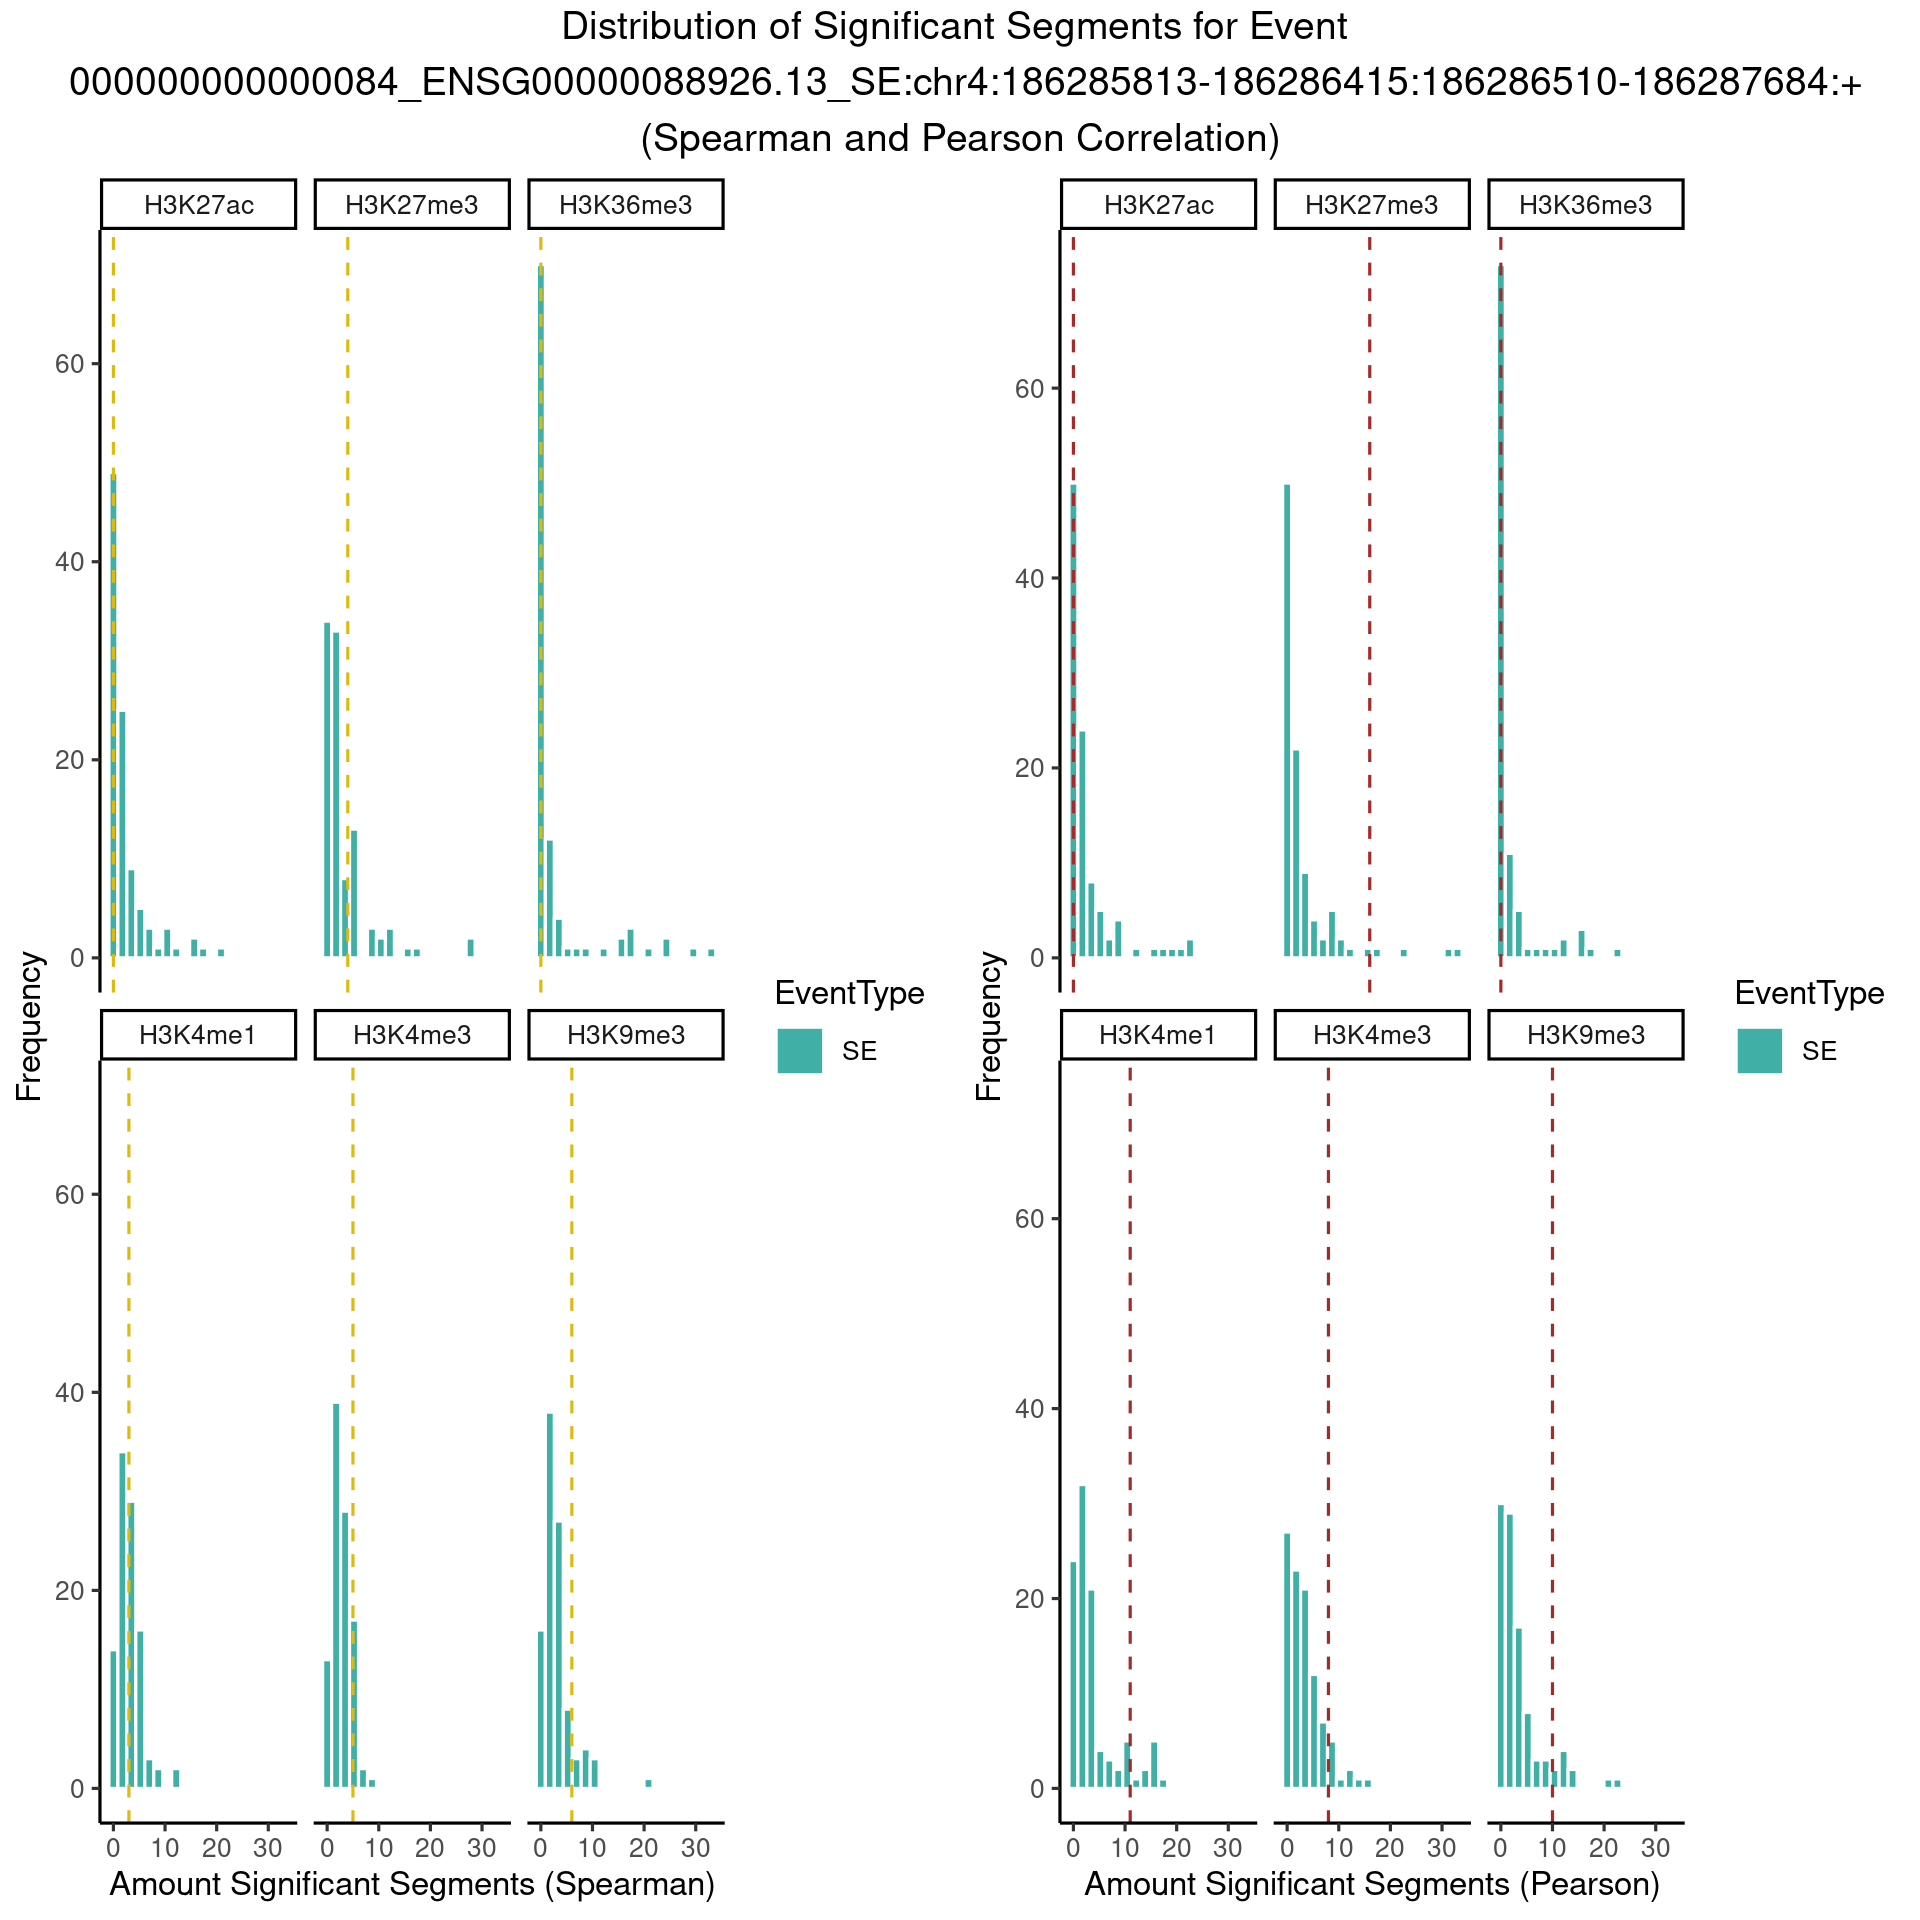 Distribution of Significant Segments for Event
000000000000084_ENSG00000088926.13_SE:chr4:186285813-186286415:186286510-186287684:+
(Spearman and Pearson Correlation)
H3K27ac H3K27me3 H3K36me3
60
40
20
0
H3K4me1 H3K4me3 H3K9me3
60
40
20
0
0 10 20 30 0 10 20 30 0 10 20 30
Amount Significant Segments (Spearman)
Frequency
EventType
SE
H3K27ac H3K27me3 H3K36me3
60
40
20
0
H3K4me1 H3K4me3 H3K9me3
60
40
20
0
0 10 20 30 0 10 20 30 0 10 20 30
Amount Significant Segments (Pearson)
Frequency
EventType
SE